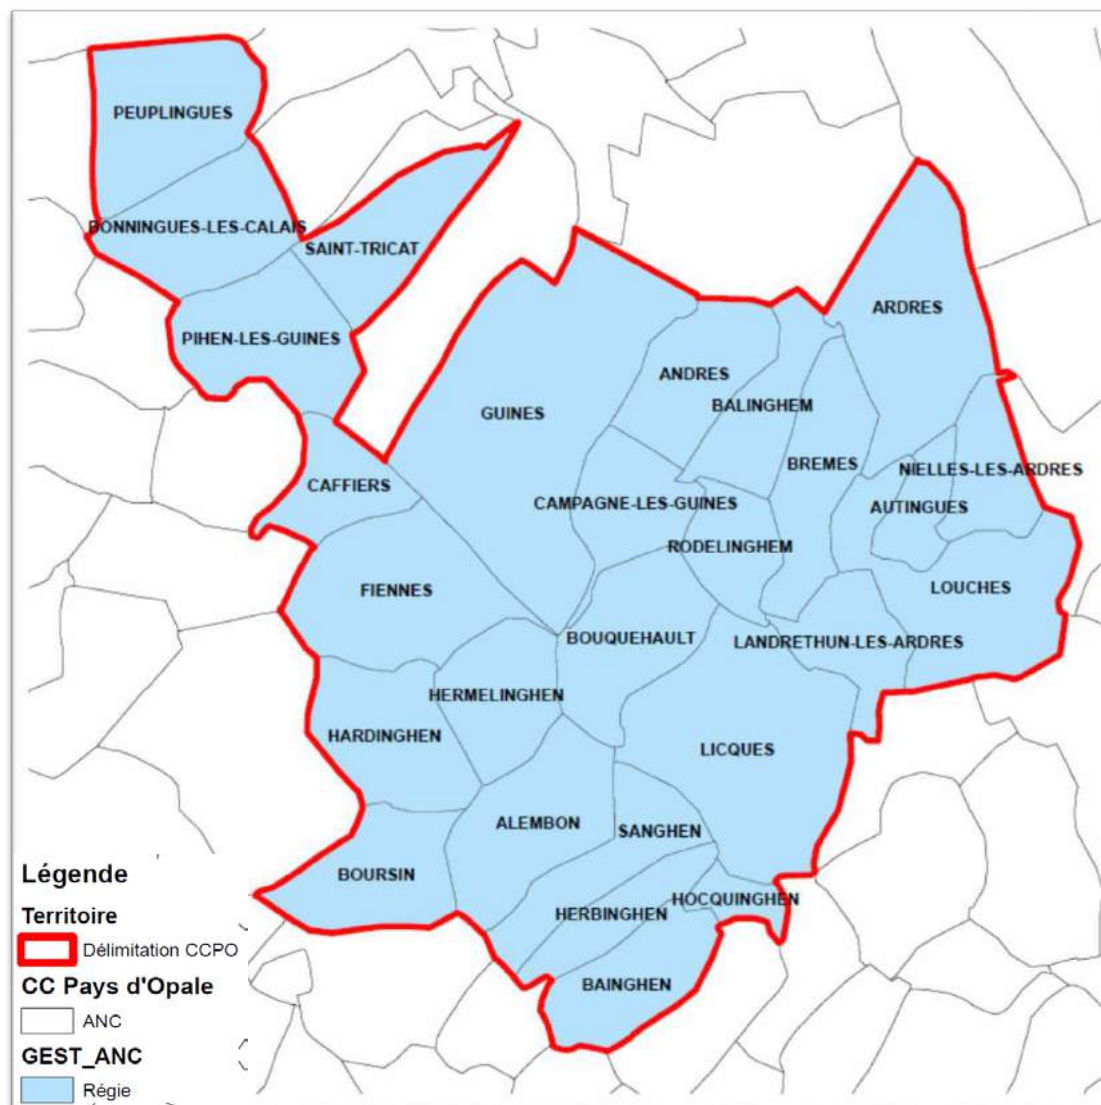 PEUPLINGUES
BONNINGUES-LES-CALAIS
SAINT-TRICAT
ARDRES
PIHEN-LES-GUINES
ANDRES
BALINGHEM
GUINES
BREMES
NIELLES-LES-ARDRES
CAFFIERS
CAMPAGNE-LES-GUINES
AUTINGUES
RODELINGHEM
FIENNES
LOUCHES
BOUQUEHAULT
LANDRETHUN-LES-ARDRES
HERMELINGHEN
HARDINGHEN
LICQUES
ALEMBON
SANGHEN
BOURSIN
HOCQUINGHEN
HERBINGHEN
BAINGHEN
Légende
Territoire
Délimitation CCPO
CC Pays d'Opale
ANC
GEST_ANC
Régie